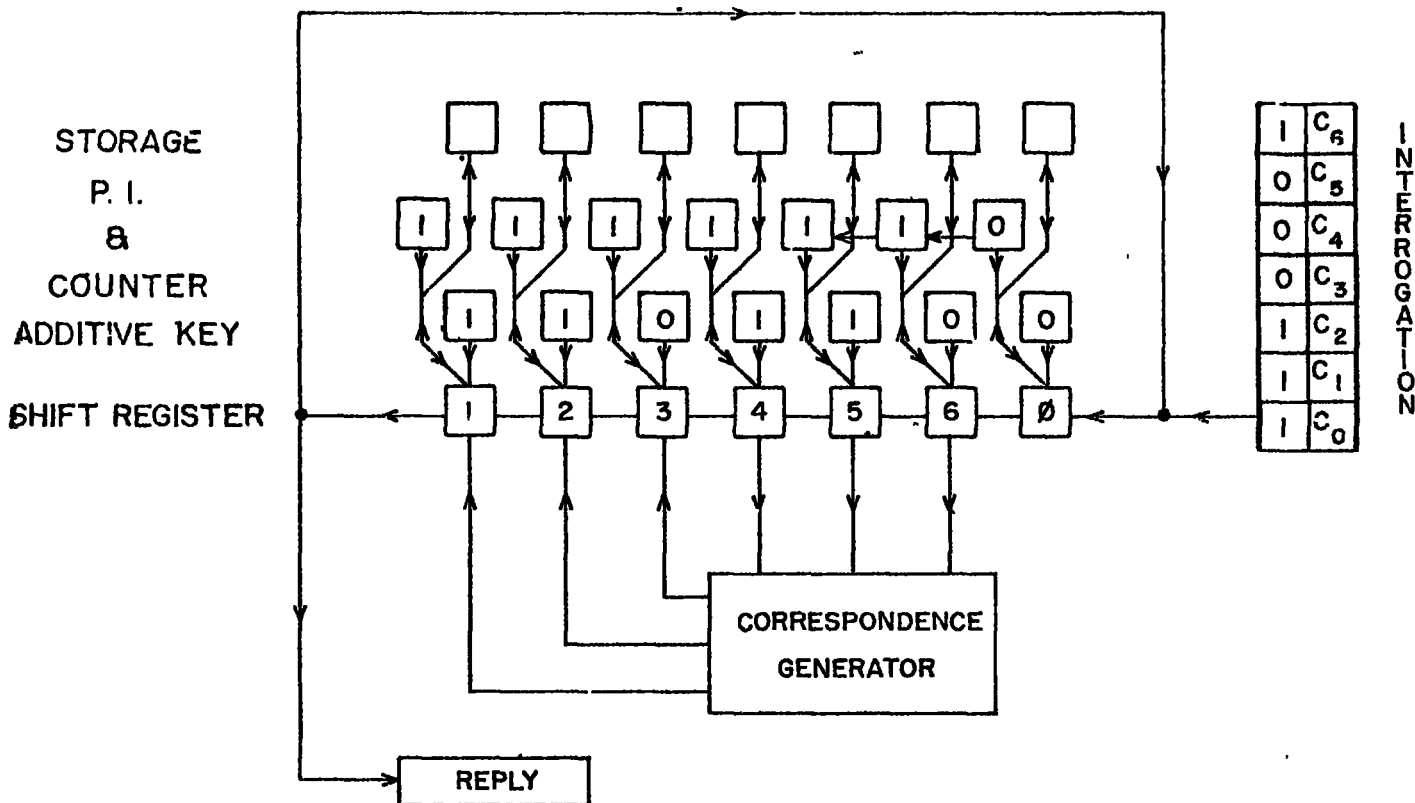 STORAGE
P. I.
&
COUNTER
ADDITIVE KEY
SHIFT REGISTER
1 1 1 1 1 1 0
1 1 0 1 1 0 0
1 2 3 4 5 6 Ø
CORRESPONDENCE
GENERATOR
REPLY
1 C6
0 C5
0 C4
0 C3
1 C2
1 C1
1 C0
INTERROGATION